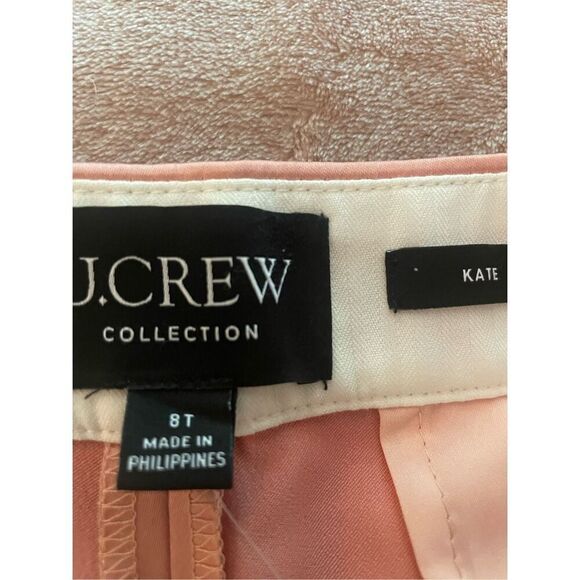 J.CREW
COLLECTION
KATE
8T
MADE IN
PHILIPPINES